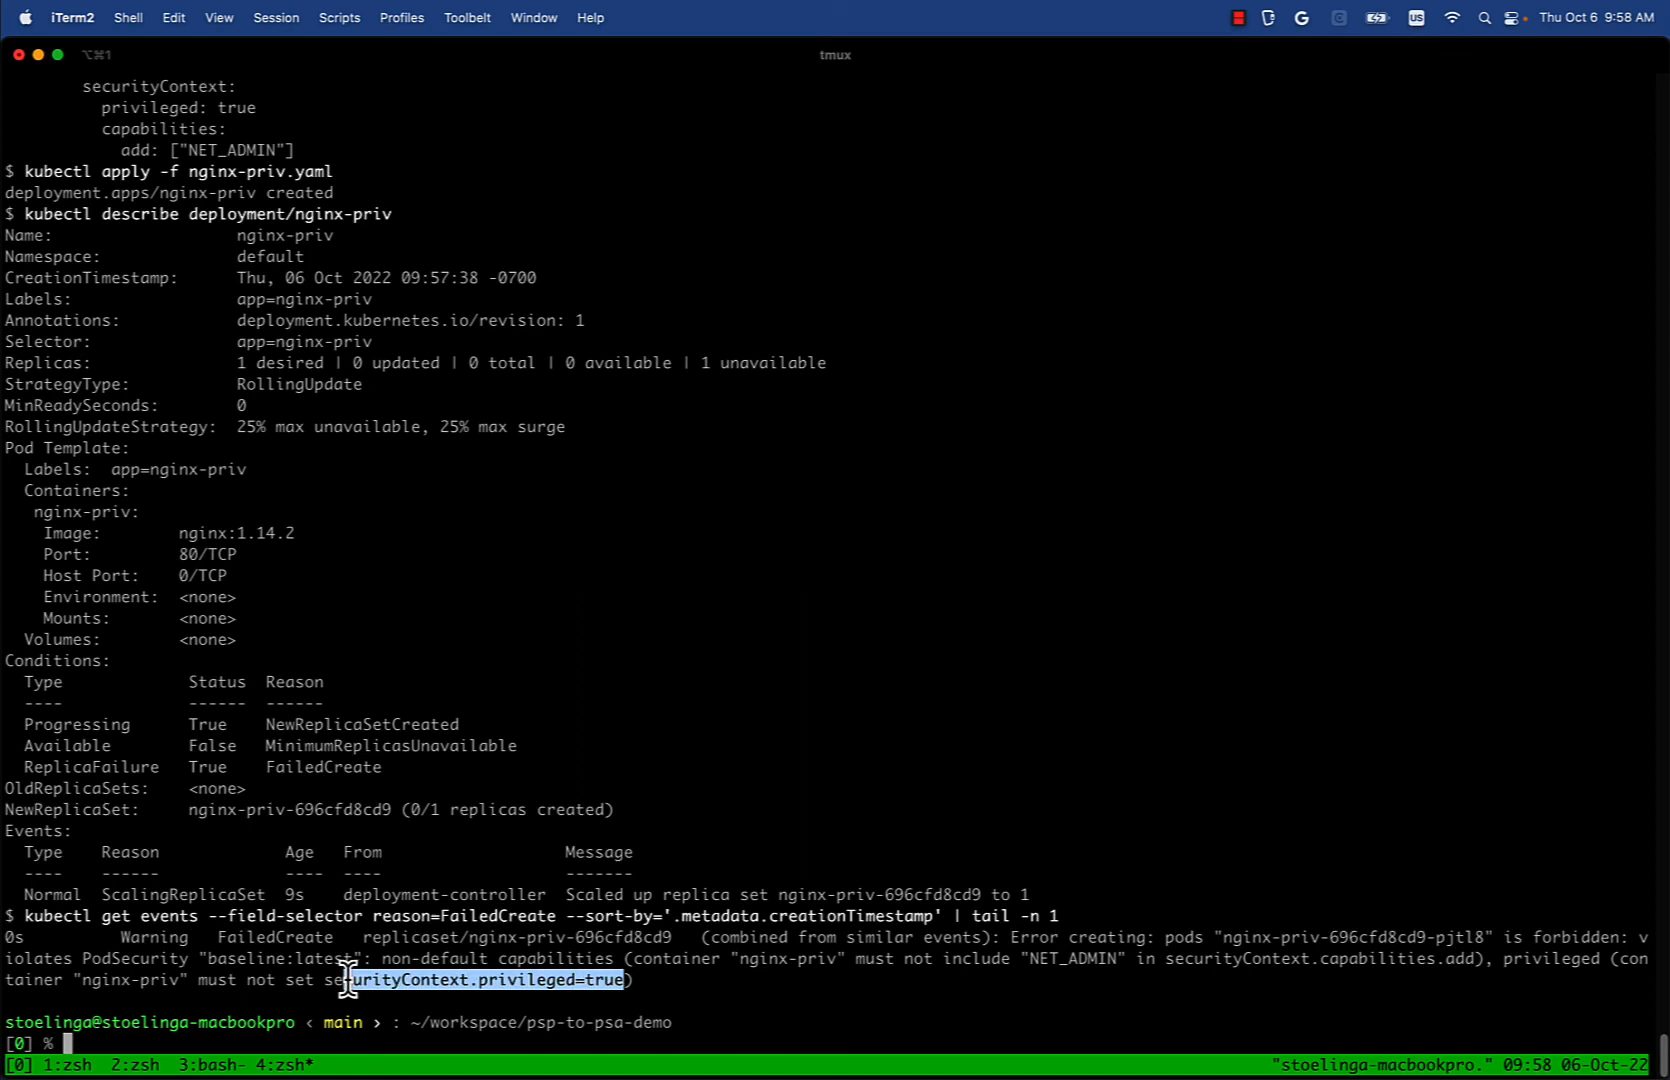 iTerm2 Shell Edit View Session Scripts Profiles Toolbelt Window Help US Thu Oct 6 9:58 AM
⌥⌘1 tmux
securityContext:
privileged: true
capabilities:
add: ["NET_ADMIN"]
$ kubectl apply -f nginx-priv.yaml
deployment.apps/nginx-priv created
$ kubectl describe deployment/nginx-priv
Name: nginx-priv
Namespace: default
CreationTimestamp: Thu, 06 Oct 2022 09:57:38 -0700
Labels: app=nginx-priv
Annotations: deployment.kubernetes.io/revision: 1
Selector: app=nginx-priv
Replicas: 1 desired | 0 updated | 0 total | 0 available | 1 unavailable
StrategyType: RollingUpdate
MinReadySeconds: 0
RollingUpdateStrategy: 25% max unavailable, 25% max surge
Pod Template:
Labels: app=nginx-priv
Containers:
nginx-priv:
Image: nginx:1.14.2
Port: 80/TCP
Host Port: 0/TCP
Environment: <none>
Mounts: <none>
Volumes: <none>
Conditions:
Type Status Reason
---- ------ ------
Progressing True NewReplicaSetCreated
Available False MinimumReplicasUnavailable
ReplicaFailure True FailedCreate
OldReplicaSets: <none>
NewReplicaSet: nginx-priv-696cfd8cd9 (0/1 replicas created)
Events:
Type Reason Age From Message
---- ------ ---- ---- -------
Normal ScalingReplicaSet 9s deployment-controller Scaled up replica set nginx-priv-696cfd8cd9 to 1
$ kubectl get events --field-selector reason=FailedCreate --sort-by='.metadata.creationTimestamp' | tail -n 1
0s Warning FailedCreate replicaset/nginx-priv-696cfd8cd9 (combined from similar events): Error creating: pods "nginx-priv-696cfd8cd9-pjtl8" is forbidden: v
iolates PodSecurity "baseline:latest": non-default capabilities (container "nginx-priv" must not include "NET_ADMIN" in securityContext.capabilities.add), privileged (con
tainer "nginx-priv" must not set securityContext.privileged=true)
stoelinga@stoelinga-macbookpro ‹ main › : ~/workspace/psp-to-psa-demo
[0] %
[0] 1:zsh 2:zsh 3:bash- 4:zsh* "stoelinga-macbookpro." 09:58 06-Oct-22